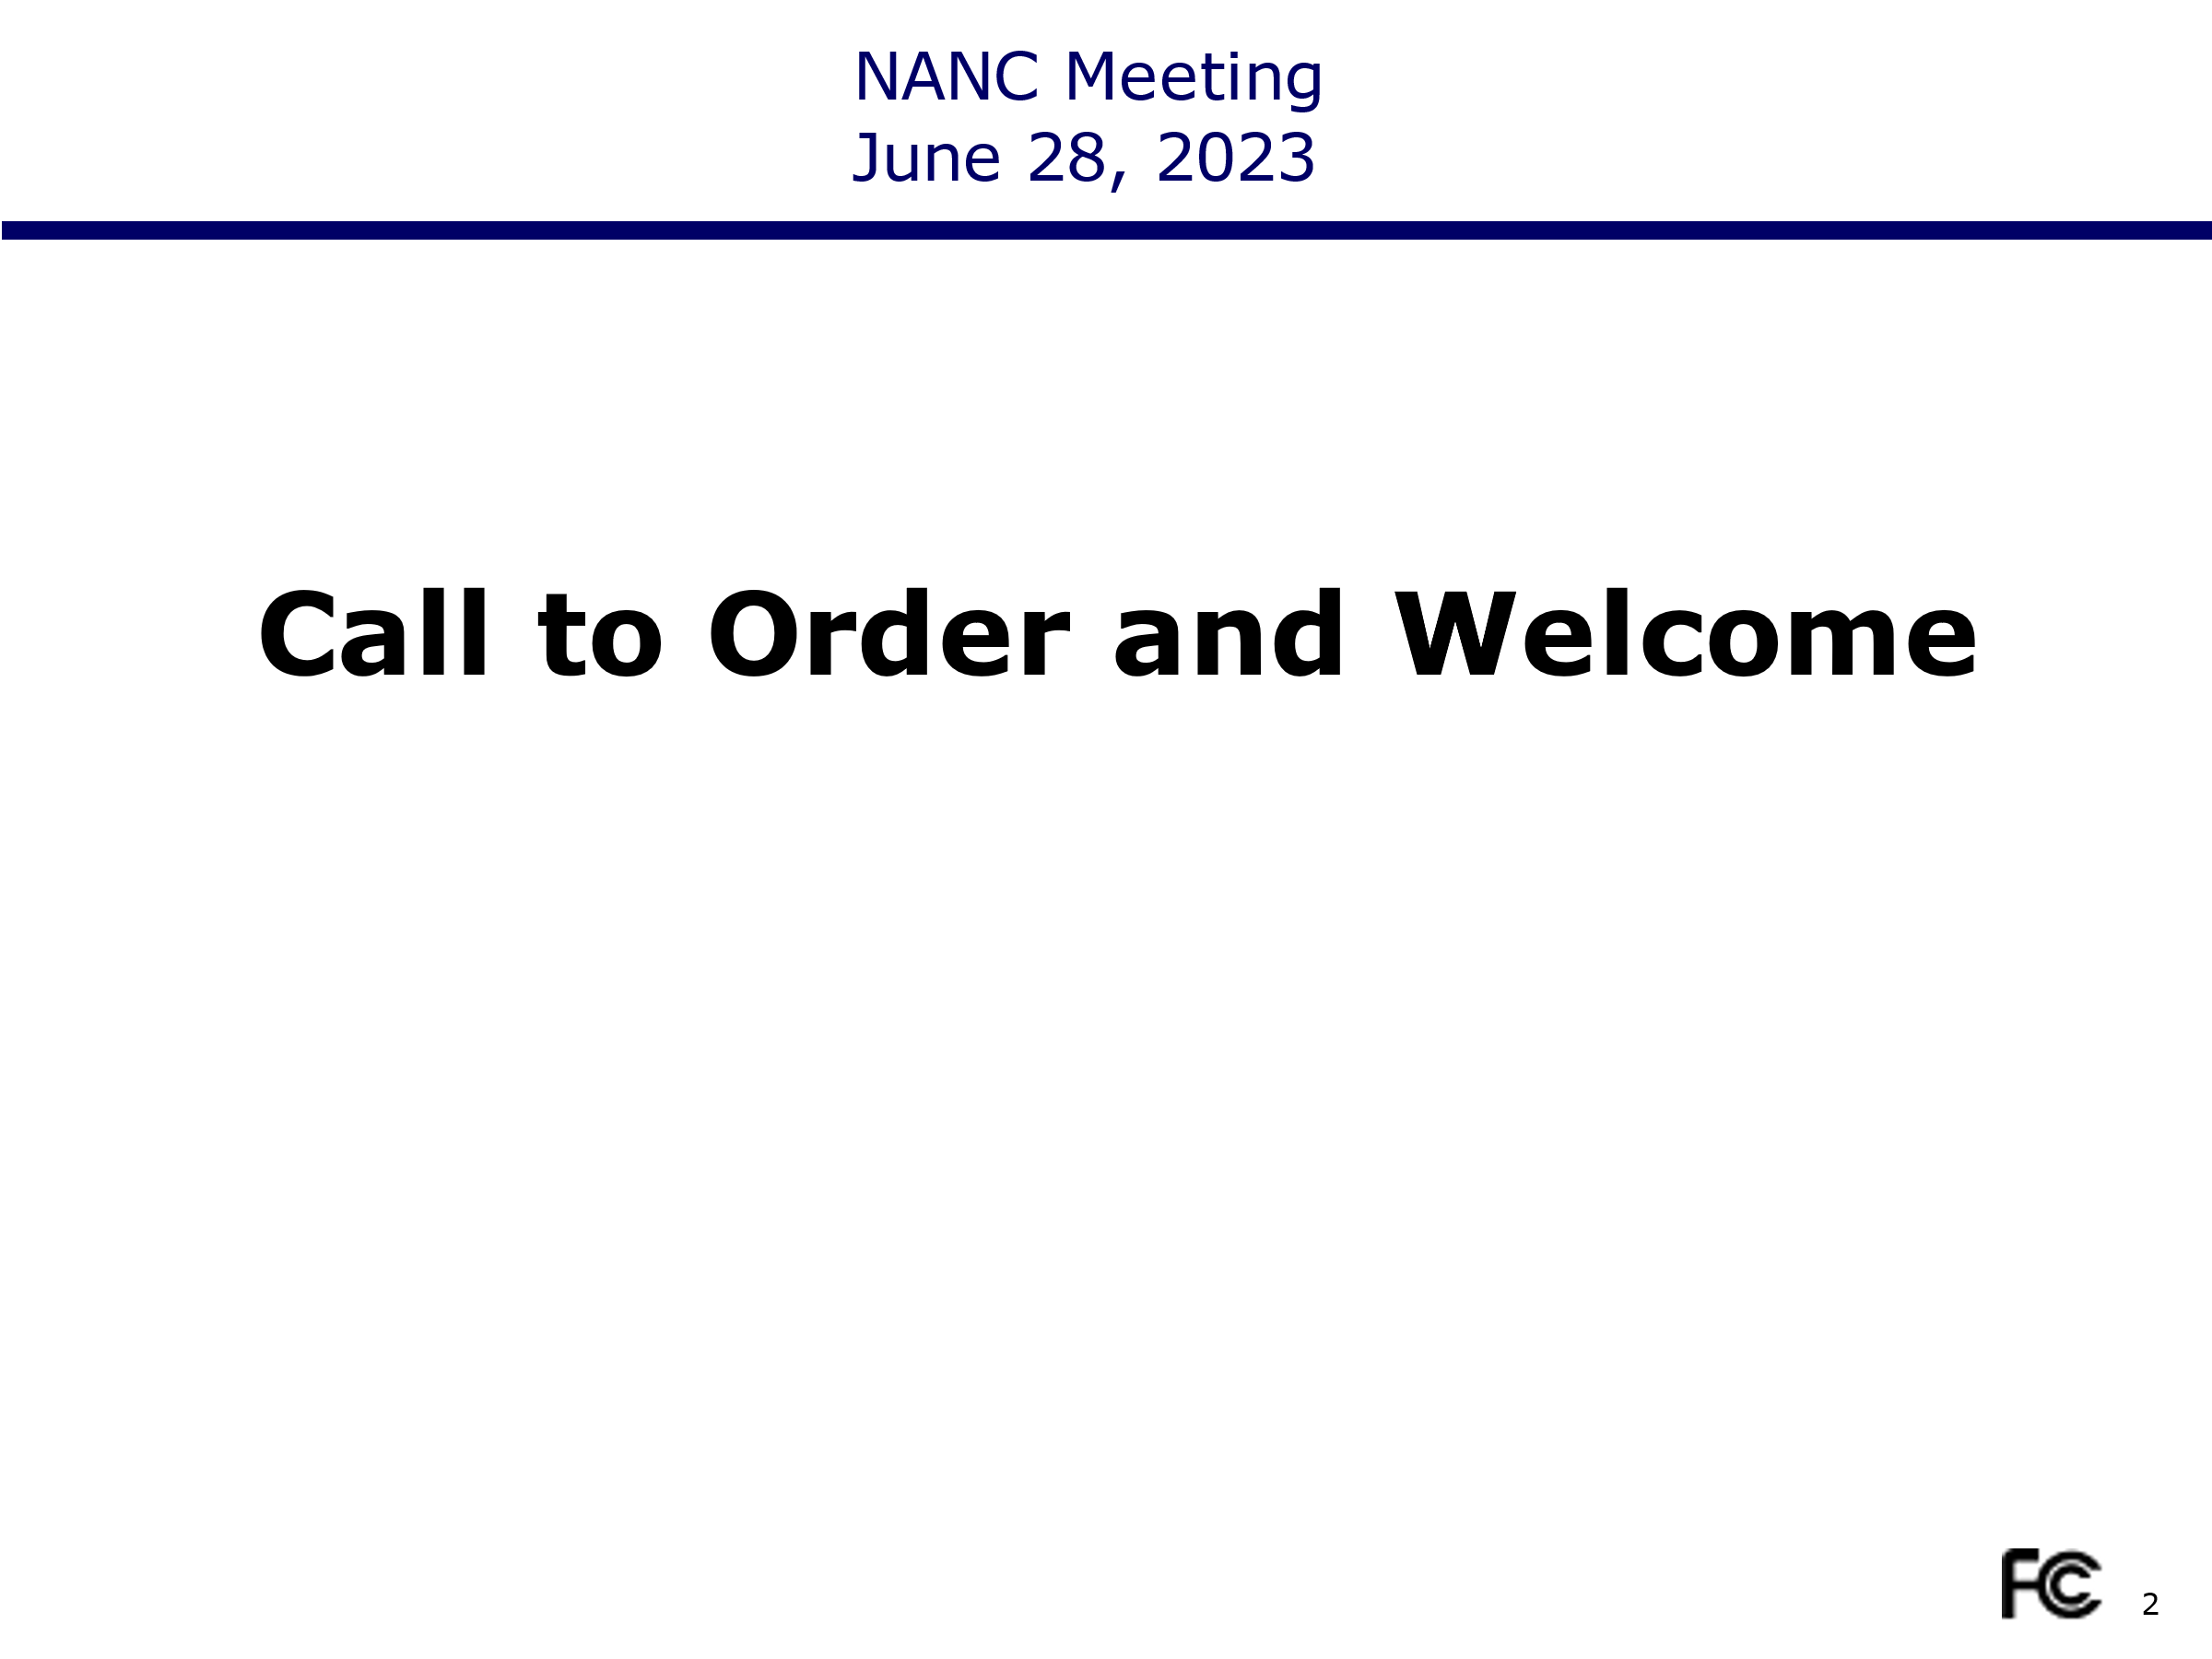 NANC Meeting
June 28, 2023
Call to Order and Welcome
FCC
2